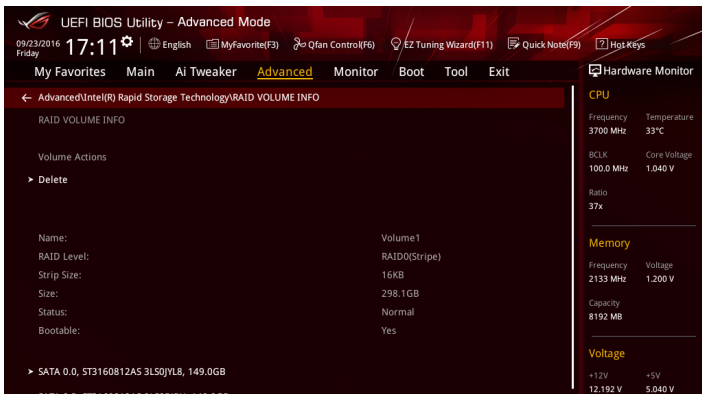 UEFI BIOS Utility – Advanced Mode
09/23/2016 Friday 17:11 English MyFavorite(F3) Qfan Control(F6) EZ Tuning Wizard(F11) Quick Note(F9) ? Hot Keys
My Favorites Main Ai Tweaker Advanced Monitor Boot Tool Exit
← Advanced\Intel(R) Rapid Storage Technology\RAID VOLUME INFO
RAID VOLUME INFO
Volume Actions
> Delete
Name: Volume1
RAID Level: RAID0(Stripe)
Strip Size: 16KB
Size: 298.1GB
Status: Normal
Bootable: Yes
> SATA 0.0, ST3160812AS 3LS0JYL8, 149.0GB
Hardware Monitor
CPU
Frequency Temperature
3700 MHz 33°C
BCLK Core Voltage
100.0 MHz 1.040 V
Ratio
37x
Memory
Frequency Voltage
2133 MHz 1.200 V
Capacity
8192 MB
Voltage
+12V +5V
12.192 V 5.040 V